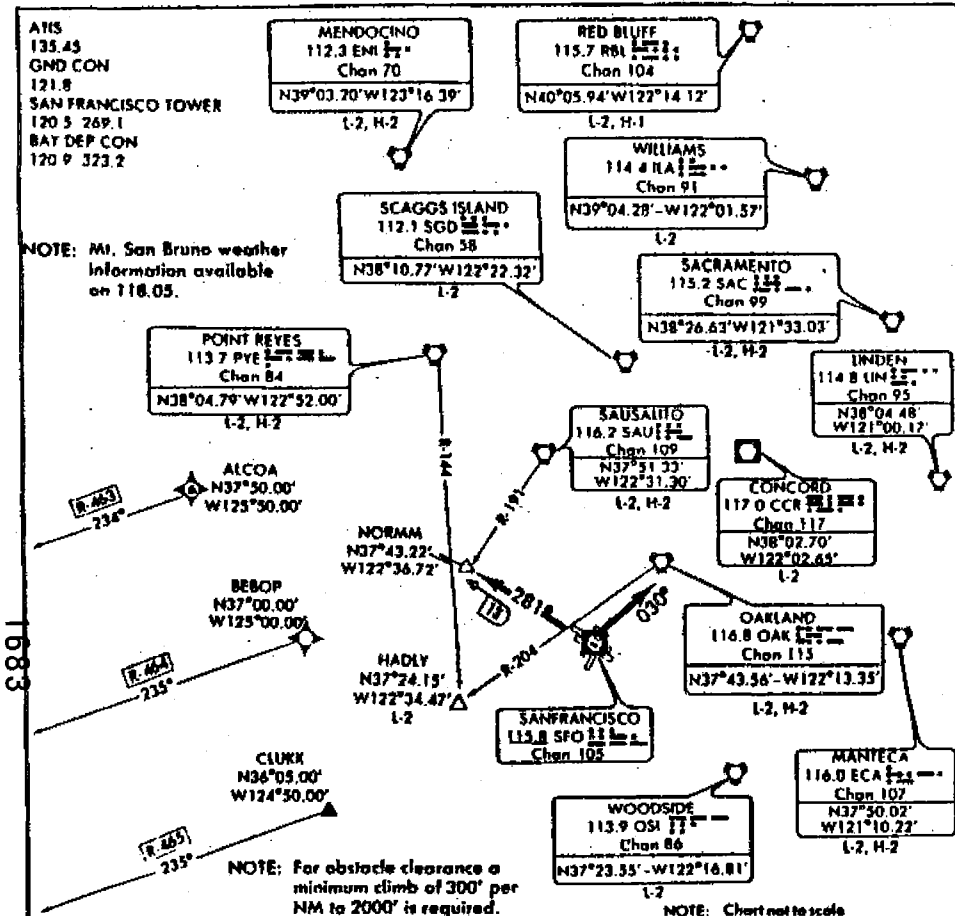 ATIS
135.45
GND CON
121.8
SAN FRANCISCO TOWER
120 5 269.1
BAY DEP CON
120 9 323.2
MENDOCINO
112.3 ENI
Chan 70
N39°03.20'W123°16 39'
L-2, H-2
RED BLUFF
115.7 RBL
Chan 104
N40°05.94'W122°14 12'
L-2, H-1
WILLIAMS
114 4 ILA
Chan 91
N39°04.28'-W122°01.57'
L-2
SCAGGS ISLAND
112.1 SGD
Chan 58
N38°10.77'W122°22.32'
L-2
NOTE: Mt. San Bruno weather
information available
on 118.05.
SACRAMENTO
115.2 SAC
Chan 99
N38°26.63'W121°33.03'
L-2, H-2
POINT REYES
113 7 PYE
Chan 84
N38°04.79'W122°52.00'
L-2, H-2
LINDEN
114 8 LIN
Chan 95
N38°04 48'
W121°00.17'
L-2, H-2
SAUSALITO
116.2 SAU
Chan 109
N37°51 33'
W122°31.30'
L-2, H-2
R-144
R-191
CONCORD
117 0 CCR
Chan 117
N38°02.70'
W122°02.65'
L-2
ALCOA
N37°50.00'
W125°50.00'
R-463
234°
NORMM
N37°43.22'
W122°36.72'
281°
13
030°
BEBOP
N37°00.00'
W125°00.00'
R-464
235°
OAKLAND
116.8 OAK
Chan 115
N37°43.56'-W122°13.35'
L-2, H-2
R-204
HADLY
N37°24.15'
W122°34.47'
L-2
1683
SANFRANCISCO
115.8 SFO
Chan 105
MANTECA
116.0 ECA
Chan 107
N37°50.02'
W121°10.22'
L-2, H-2
CLUKK
N36°05.00'
W124°50.00'
R-465
235°
WOODSIDE
113.9 OSI
Chan 86
N37°23.55'-W122°16.81'
L-2
NOTE: For obstacle clearance a
minimum climb of 300' per
NM to 2000' is required.
NOTE: Chart not to scale